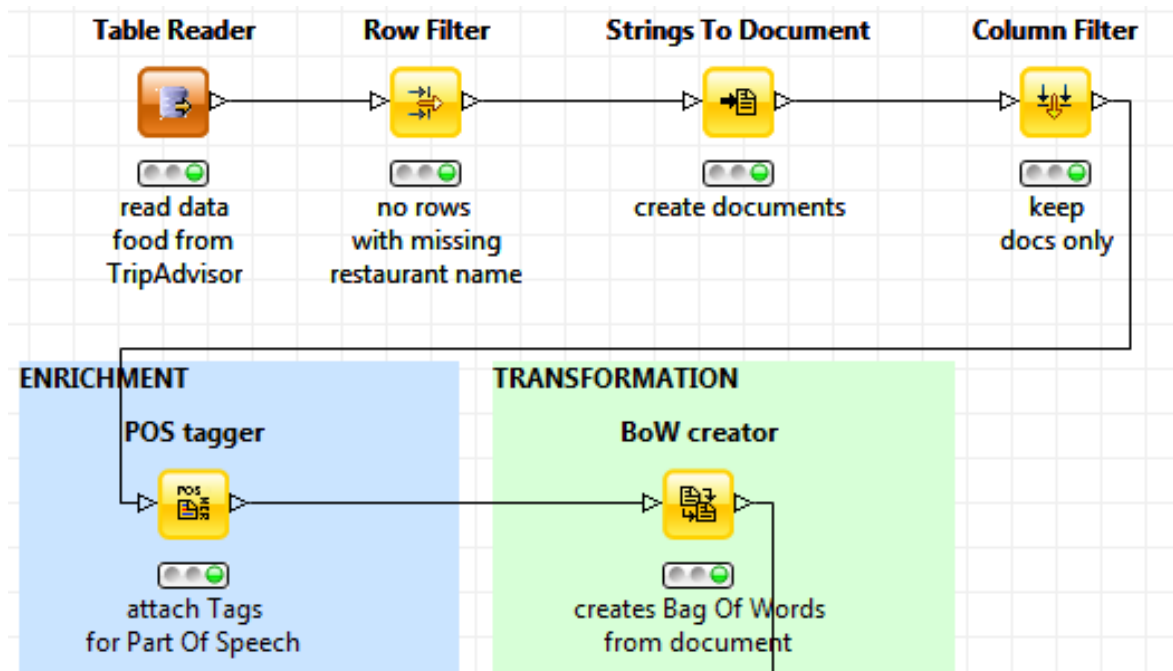 Table Reader
Row Filter
Strings To Document
Column Filter
read data
food from
TripAdvisor
no rows
with missing
restaurant name
create documents
keep
docs only
ENRICHMENT
TRANSFORMATION
POS tagger
BoW creator
POS
attach Tags
for Part Of Speech
creates Bag Of Words
from document